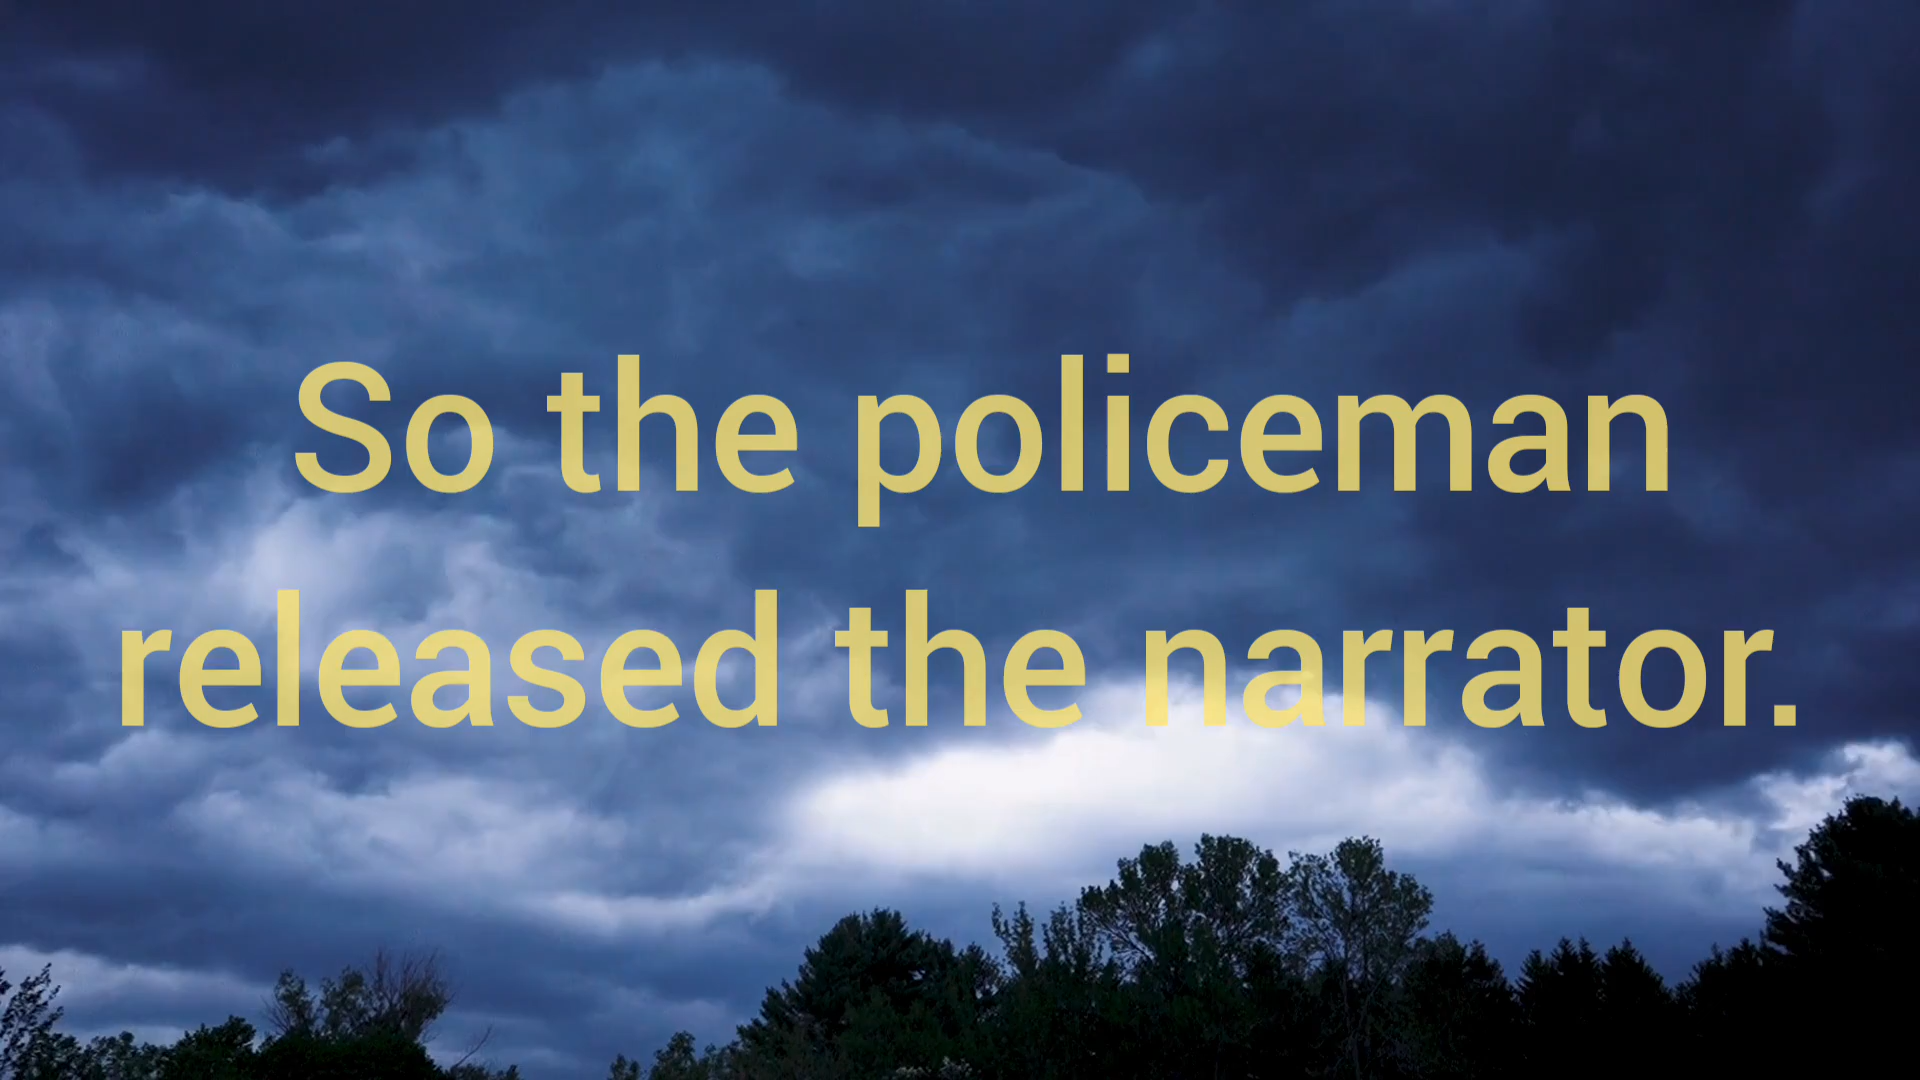 So the policeman
released the narrator.